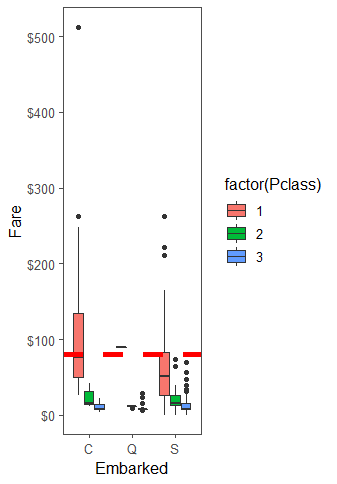 $500
$400
$300
$200
$100
$0
Fare
C Q S
Embarked
factor(Pclass)
1
2
3